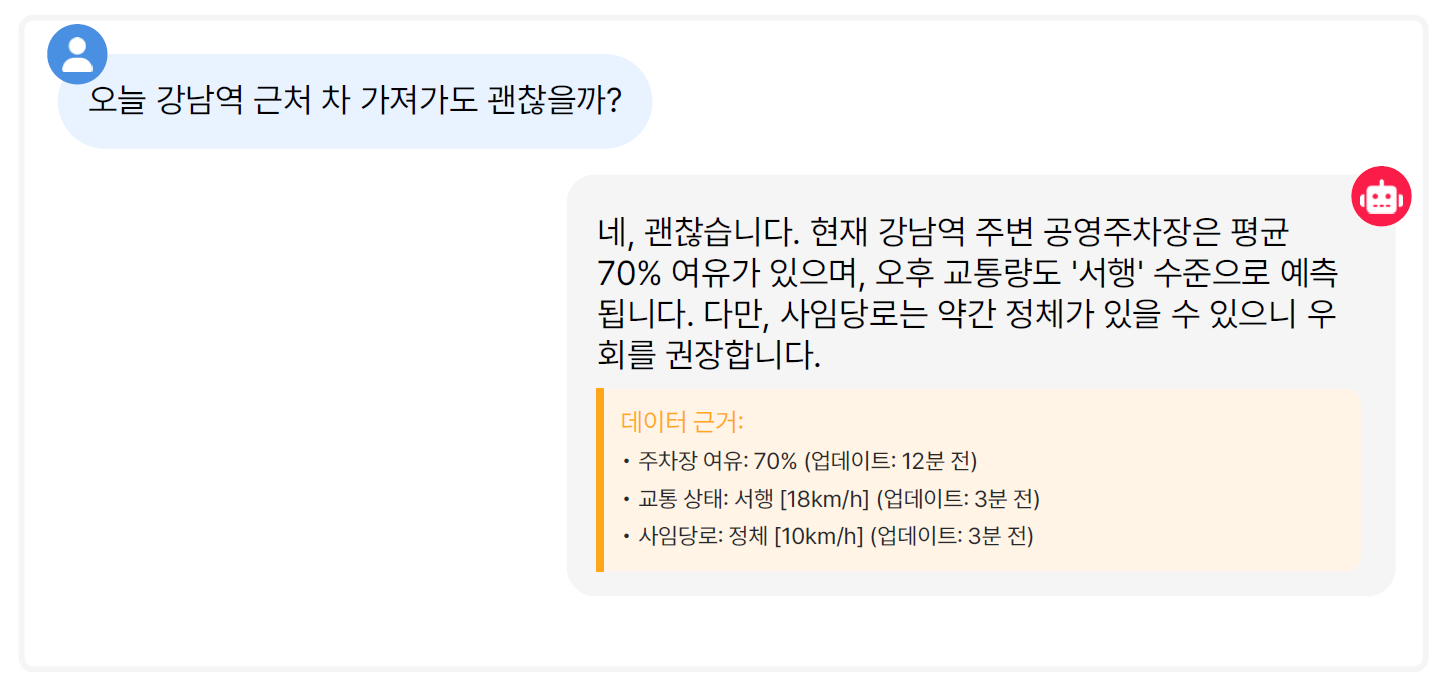 오늘 강남역 근처 차 가져가도 괜찮을까?
네, 괜찮습니다. 현재 강남역 주변 공영주차장은 평균
70% 여유가 있으며, 오후 교통량도 '서행' 수준으로 예측
됩니다. 다만, 사임당로는 약간 정체가 있을 수 있으니 우
회를 권장합니다.
데이터 근거:
• 주차장 여유: 70% (업데이트: 12분 전)
• 교통 상태: 서행 [18km/h] (업데이트: 3분 전)
• 사임당로: 정체 [10km/h] (업데이트: 3분 전)